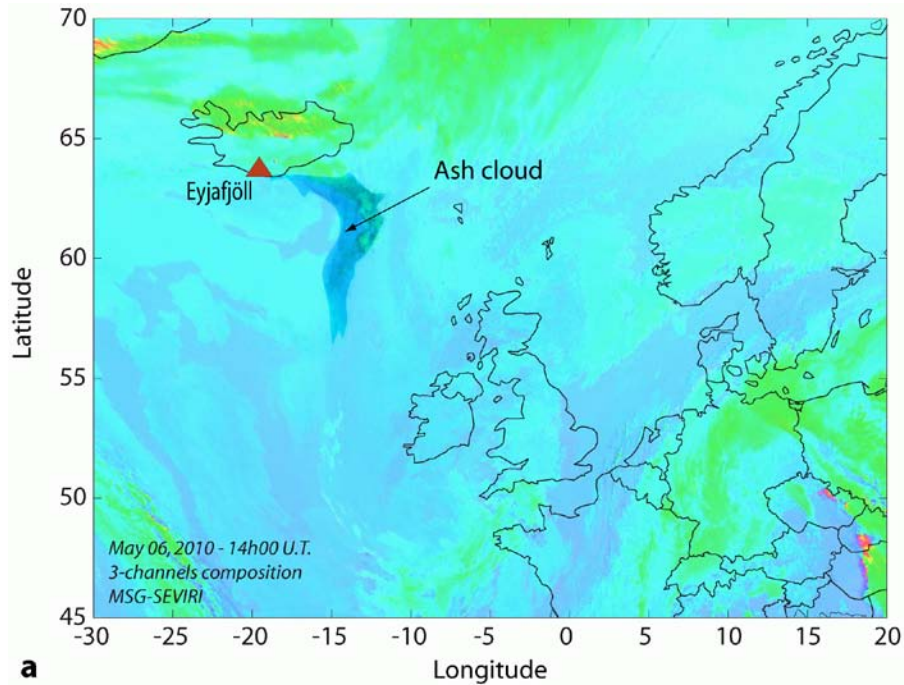 70
65
60
55
50
45
Latitude
Eyjafjöll
Ash cloud
May 06, 2010 - 14h00 U.T.
3-channels composition
MSG-SEVIRI
-30 -25 -20 -15 -10 -5 0 5 10 15 20
Longitude
a